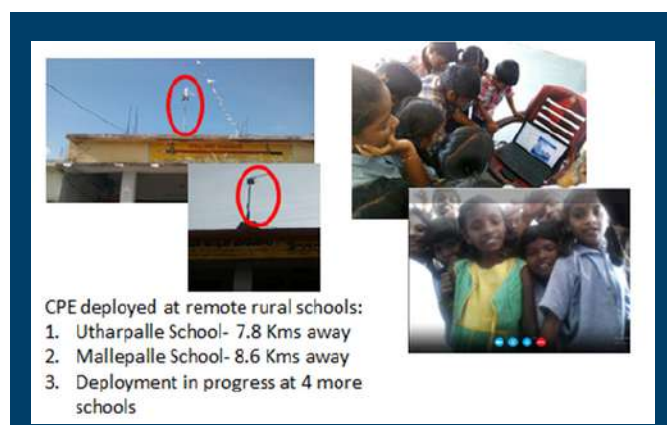 CPE deployed at remote rural schools:
1. Utharpalle School- 7.8 Kms away
2. Mallepalle School- 8.6 Kms away
3. Deployment in progress at 4 more
schools